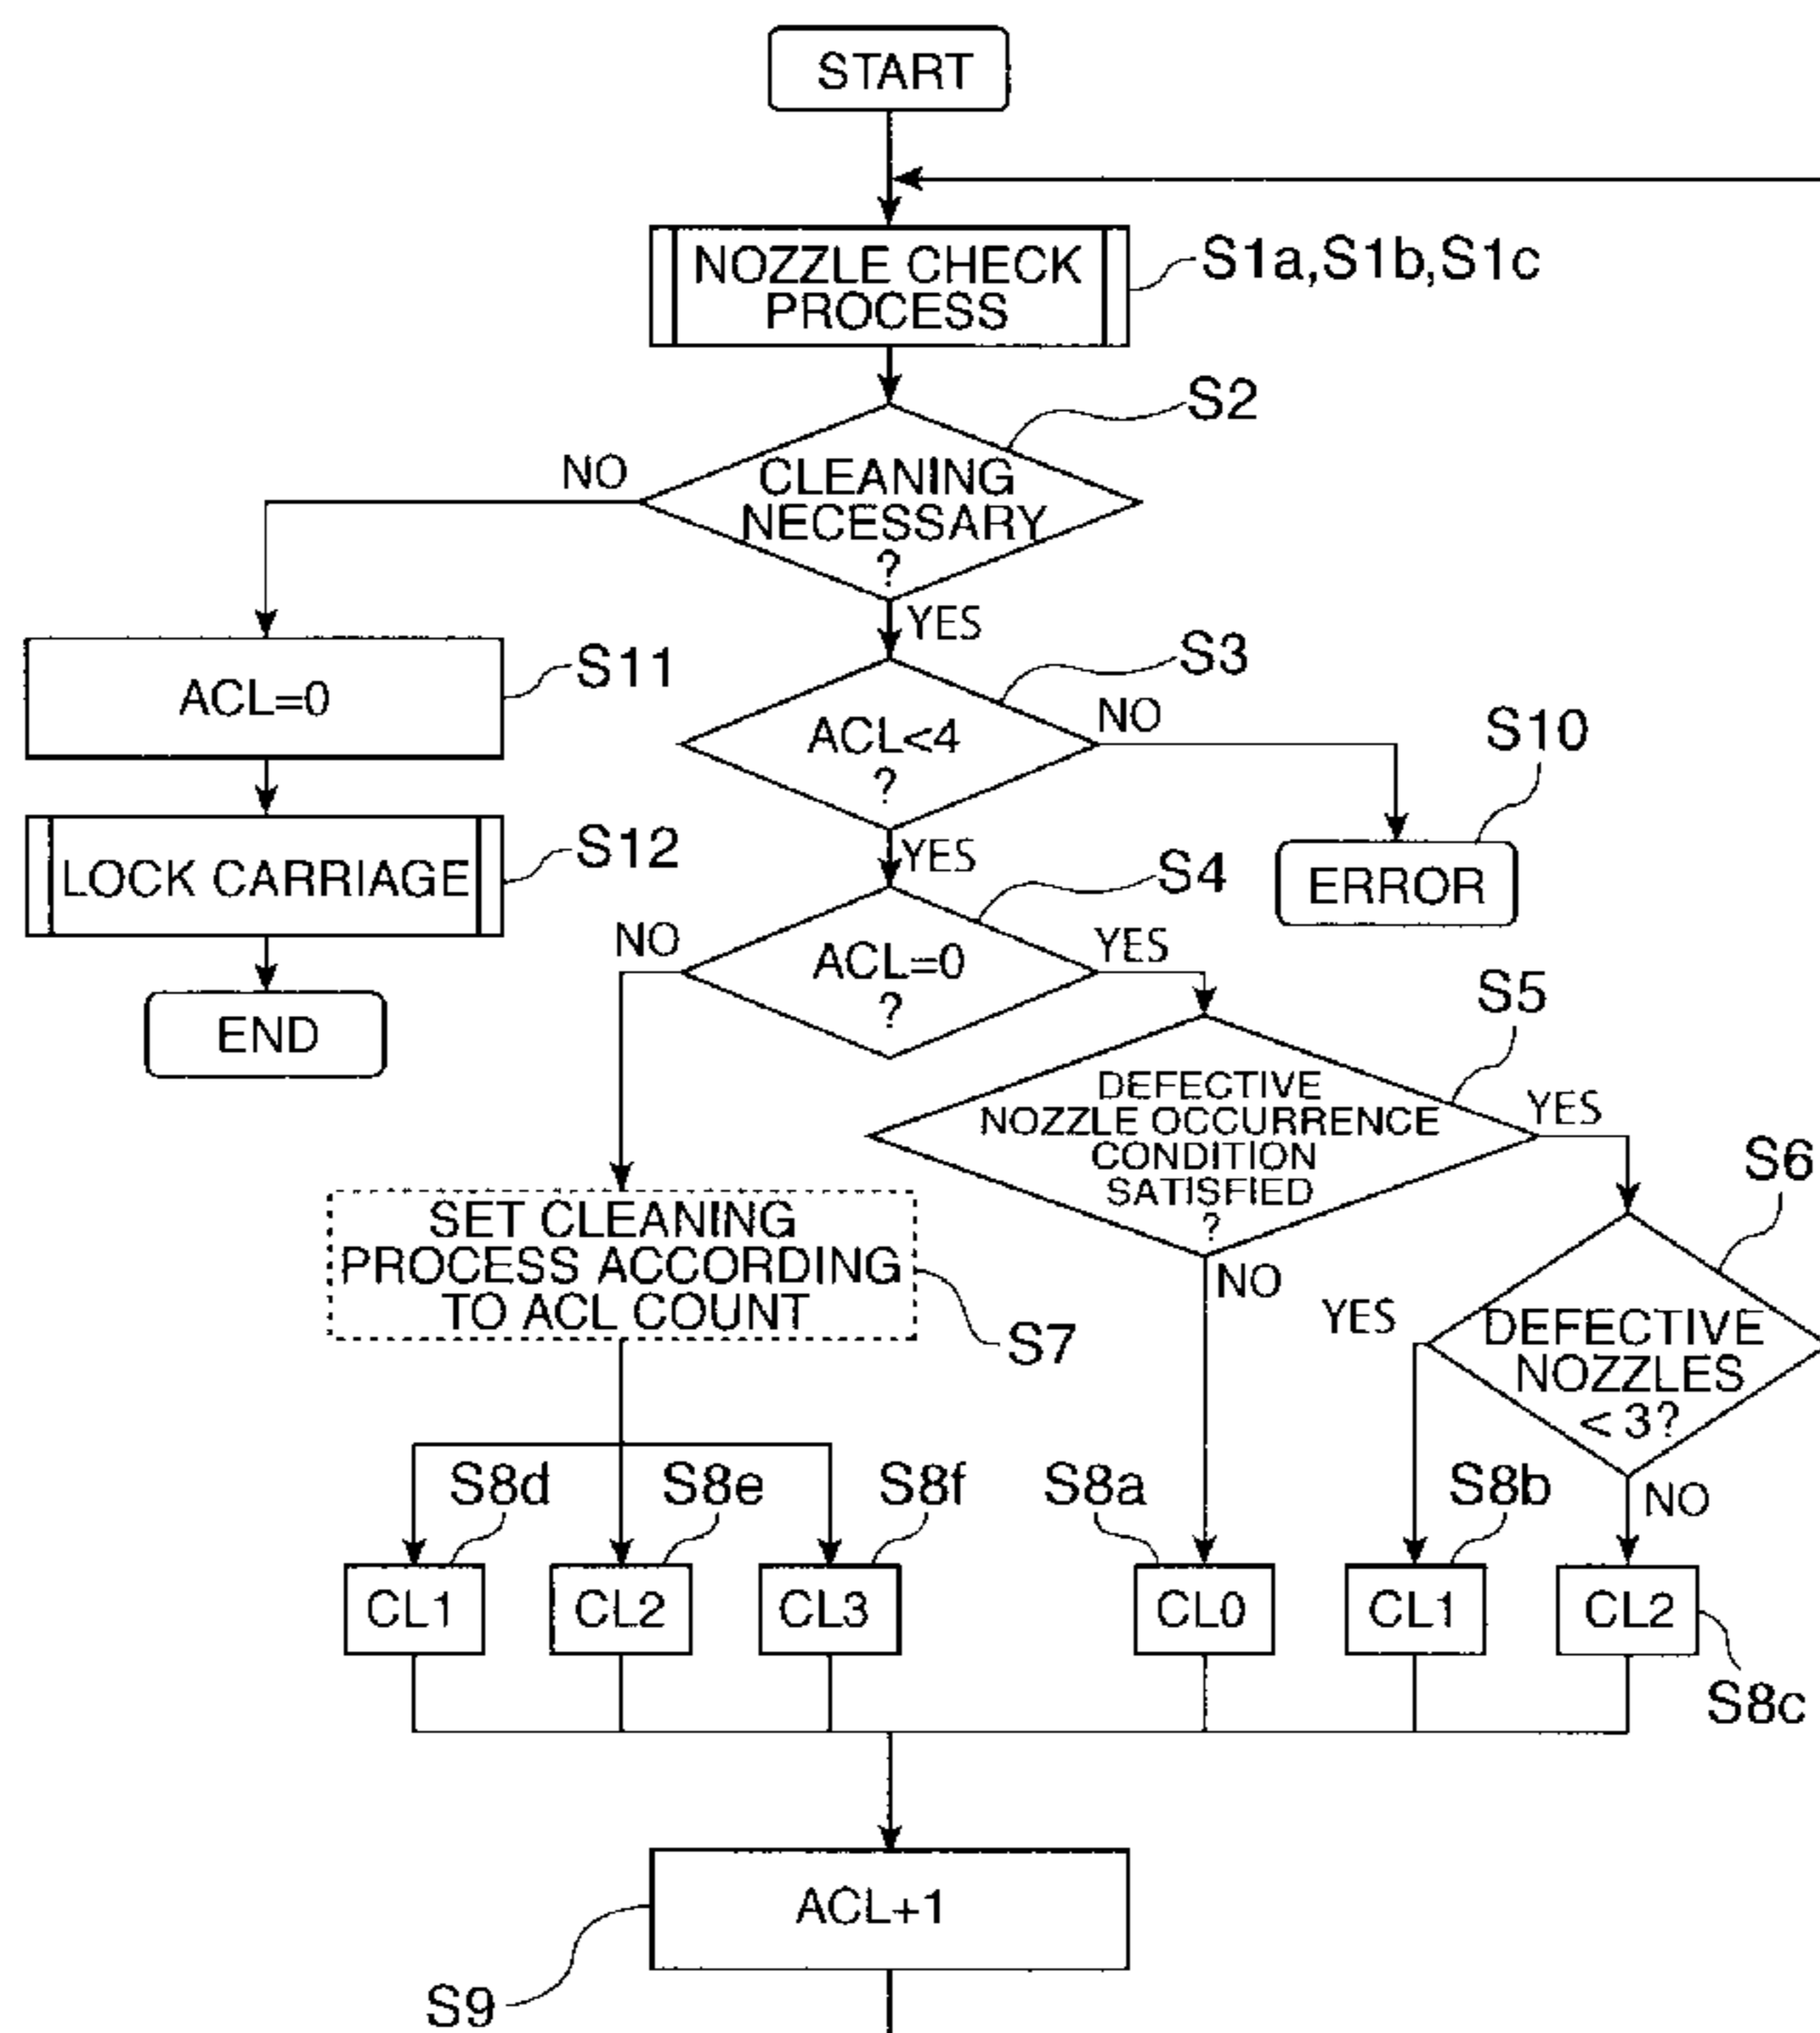 START
NOZZLE CHECK
PROCESS
S1a,S1b,S1c
S2
NO
CLEANING
NECESSARY
?
YES
S3
ACL=0
S11
ACL<4
?
NO
S10
LOCK CARRIAGE
S12
YES
ERROR
S4
NO
ACL=0
?
YES
END
S5
DEFECTIVE
NOZZLE OCCURRENCE
CONDITION
SATISFIED
?
YES
S6
NO
SET CLEANING
PROCESS ACCORDING
TO ACL COUNT
S7
YES
DEFECTIVE
NOZZLES
< 3?
NO
S8d
S8e
S8f
S8a
S8b
CL1
CL2
CL3
CL0
CL1
CL2
S8c
ACL+1
S9